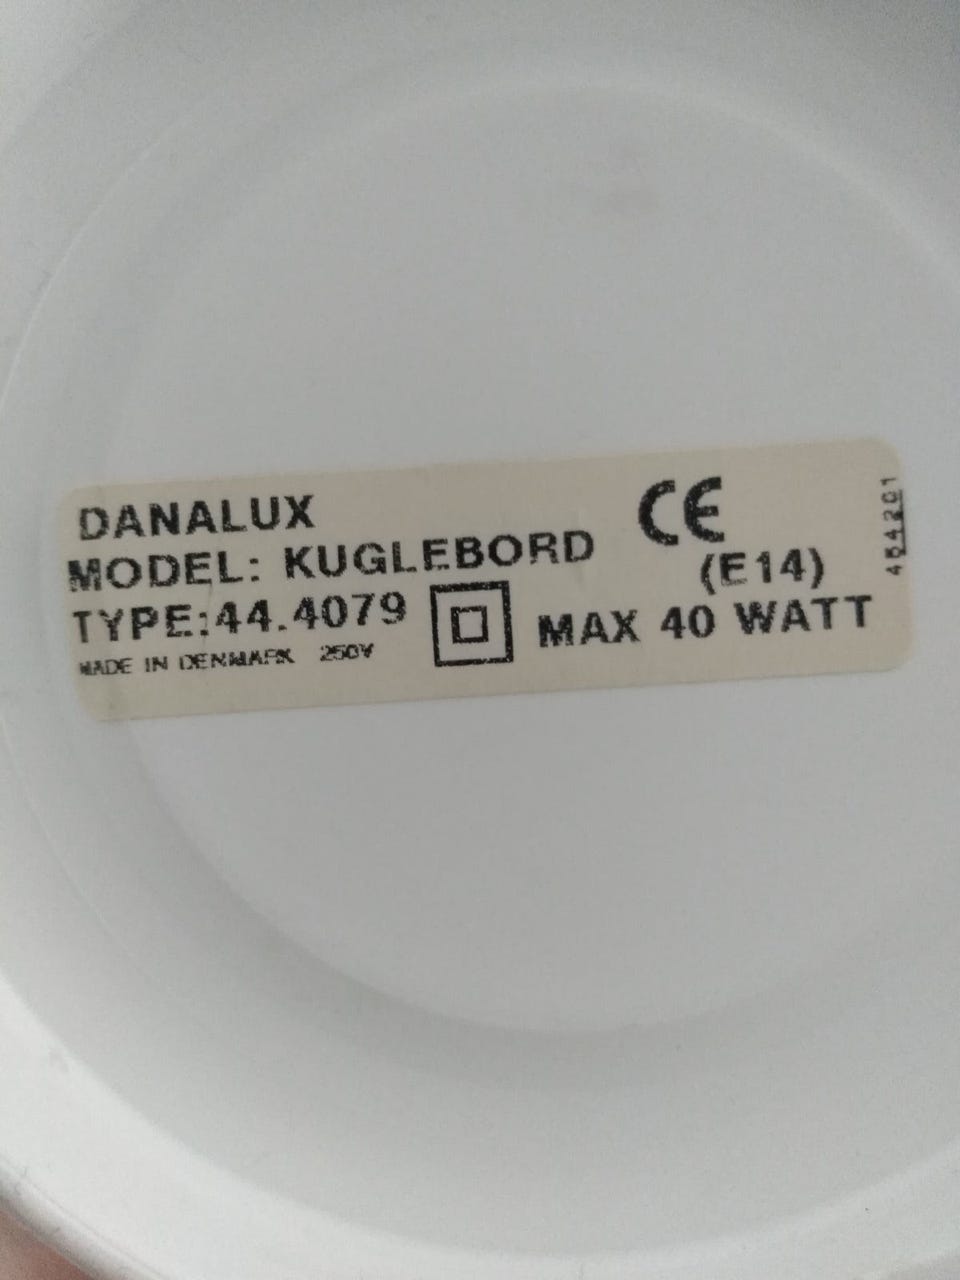 DANALUX
MODEL: KUGLEBORD
TYPE:44.4079
MADE IN DENMARK 250V
CE
(E14)
MAX 40 WATT
454201